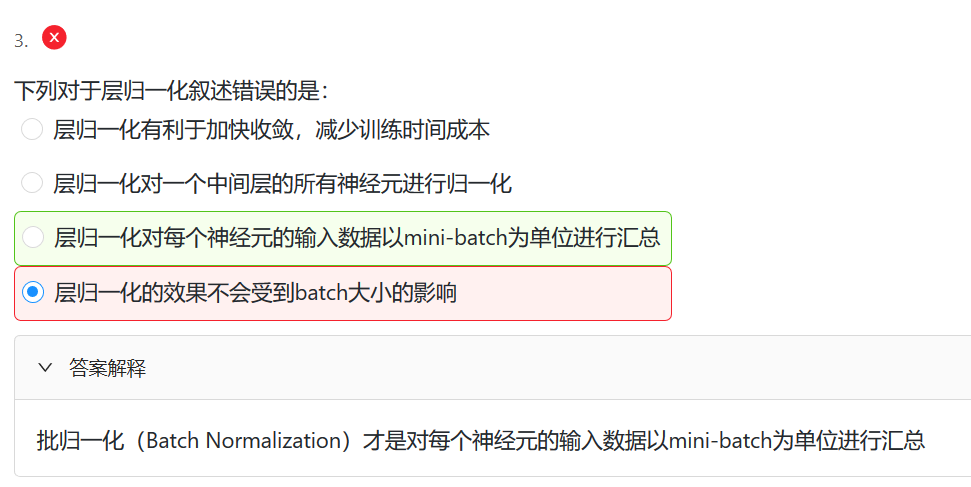 3.
下列对于层归一化叙述错误的是：
层归一化有利于加快收敛，减少训练时间成本
层归一化对一个中间层的所有神经元进行归一化
层归一化对每个神经元的输入数据以mini-batch为单位进行汇总
层归一化的效果不会受到batch大小的影响
答案解释
批归一化（Batch Normalization）才是对每个神经元的输入数据以mini-batch为单位进行汇总